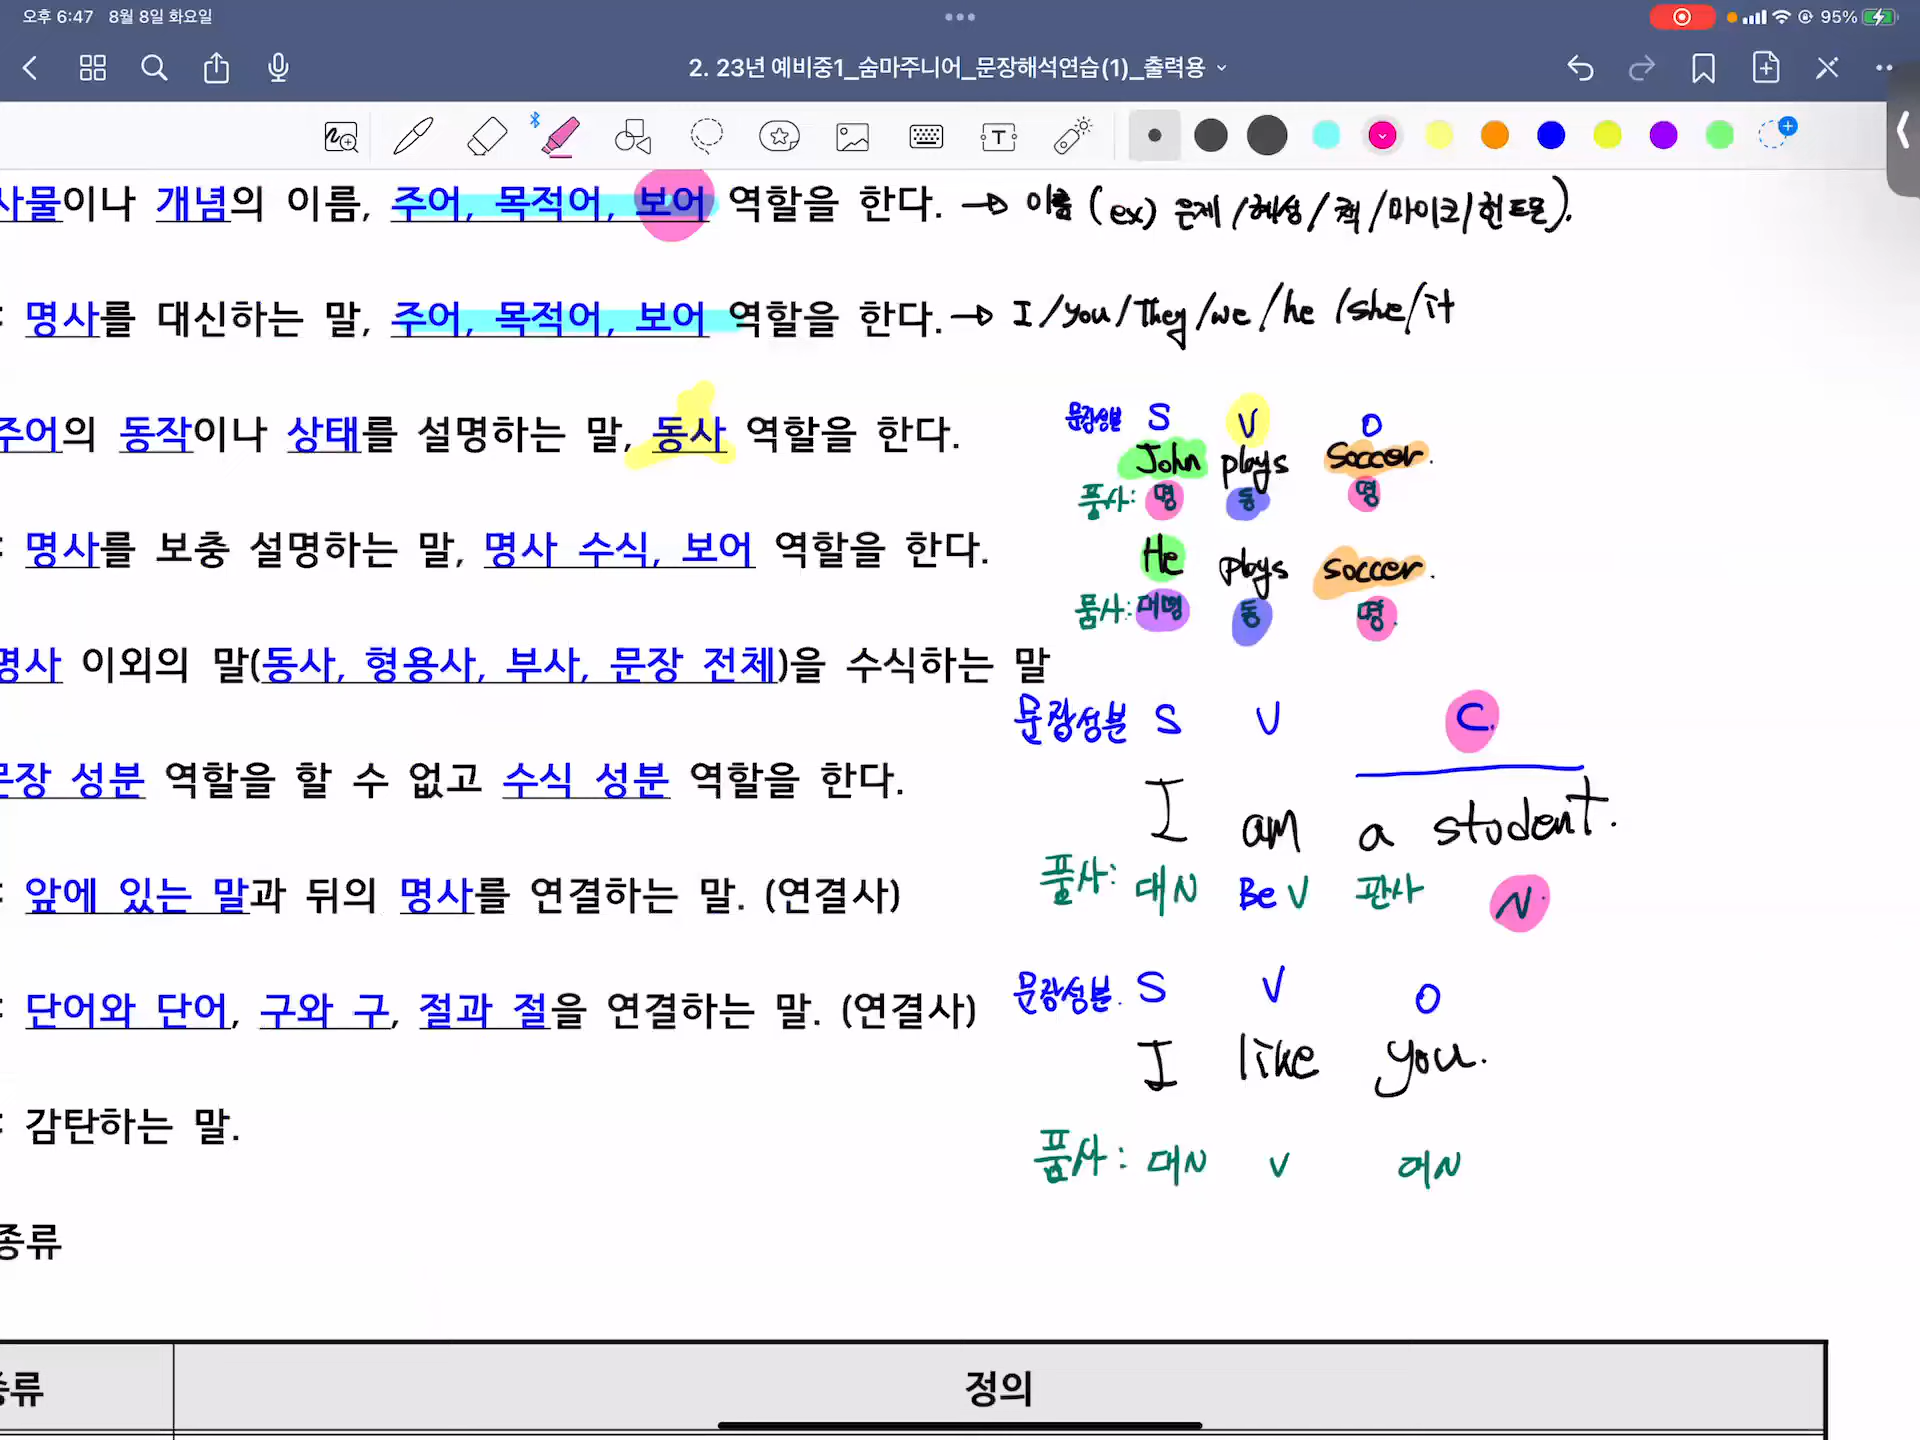 오후 6:47 8월 8일 화요일
95%
2. 23년 예비중1_숨마주니어_문장해석연습(1)_출력용
사물이나 개념의 이름, 주어, 목적어, 보어 역할을 한다. → 이름 (ex) 은제 / 혜성 / 책 / 마이크 / 핸드폰).
: 명사를 대신하는 말, 주어, 목적어, 보어 역할을 한다. → I / you / They / we / he / she / it
주어의 동작이나 상태를 설명하는 말, 동사 역할을 한다.
문장성분 S V O
John plays soccer.
품사: 명 동 명
: 명사를 보충 설명하는 말, 명사 수식, 보어 역할을 한다.
He plays soccer.
품사: 대명 동 명.
명사 이외의 말(동사, 형용사, 부사, 문장 전체)을 수식하는 말
문장성분 S V C.
문장 성분 역할을 할 수 없고 수식 성분 역할을 한다.
I am a student.
: 앞에 있는 말과 뒤의 명사를 연결하는 말. (연결사)
품사: 대N Be V 관사 N.
: 단어와 단어, 구와 구, 절과 절을 연결하는 말. (연결사)
문장성분. S V O
I like you.
: 감탄하는 말.
품사: 대N V 대N
종류
종류 정의